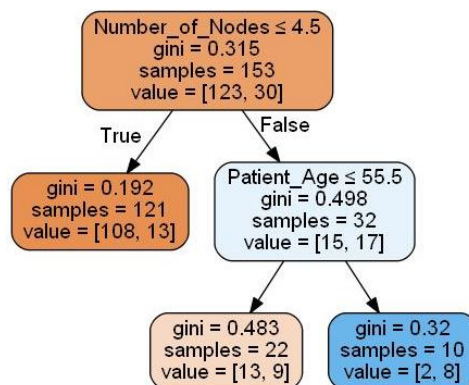 Number_of_Nodes ≤ 4.5
gini = 0.315
samples = 153
value = [123, 30]
True
False
gini = 0.192
samples = 121
value = [108, 13]
Patient_Age ≤ 55.5
gini = 0.498
samples = 32
value = [15, 17]
gini = 0.483
samples = 22
value = [13, 9]
gini = 0.32
samples = 10
value = [2, 8]